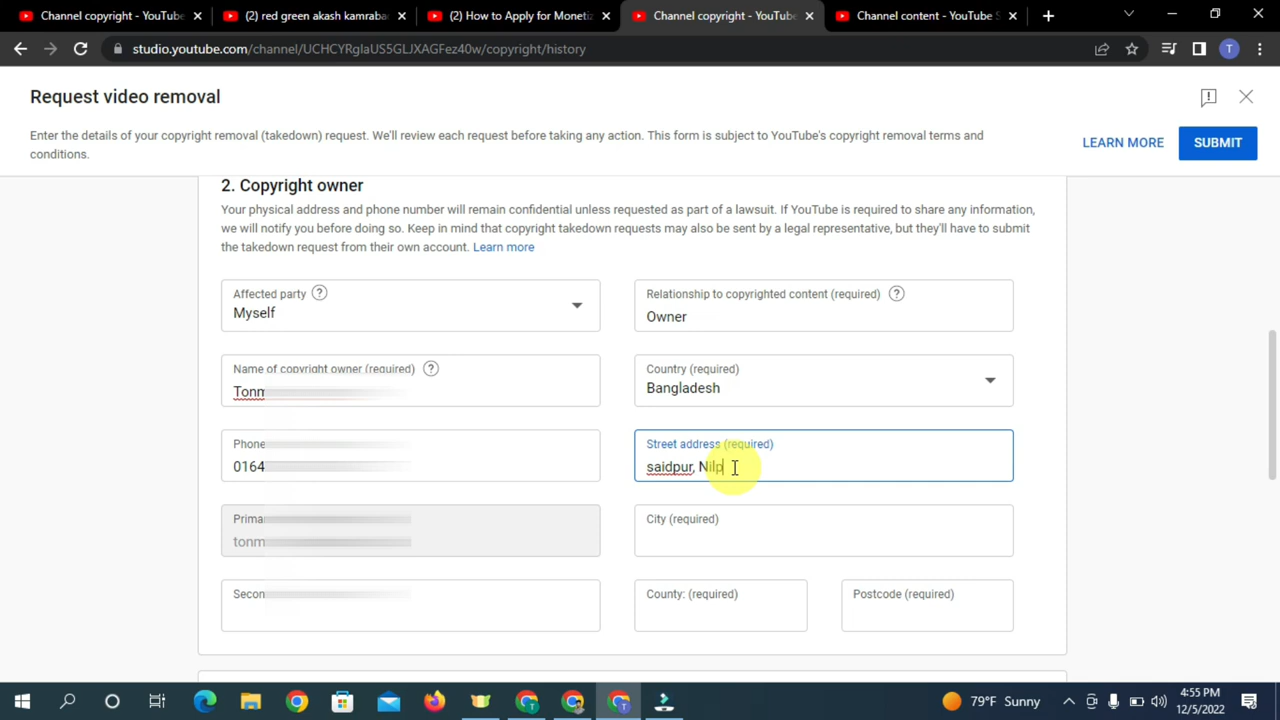 Channel copyright - YouTube
(2) red green akash kamraba
(2) How to Apply for Monetiz
Channel copyright - YouTube
Channel content - YouTube S
studio.youtube.com/channel/UCHCYRglaUS5GLJXAGFez40w/copyright/history
T
Request video removal
Enter the details of your copyright removal (takedown) request. We'll review each request before taking any action. This form is subject to YouTube's copyright removal terms and
conditions.
LEARN MORE
SUBMIT
2. Copyright owner
Your physical address and phone number will remain confidential unless requested as part of a lawsuit. If YouTube is required to share any information,
we will notify you before doing so. Keep in mind that copyright takedown requests may also be sent by a legal representative, but they'll have to submit
the takedown request from their own account. Learn more
Affected party ?
Myself
Relationship to copyrighted content (required) ?
Owner
Name of copyright owner (required) ?
Tonm
Country (required)
Bangladesh
Phone
0164
Street address (required)
saidpur, Nilp
Prima
tonm
City (required)
Secon
County: (required)
Postcode (required)
79°F Sunny
4:55 PM
12/5/2022